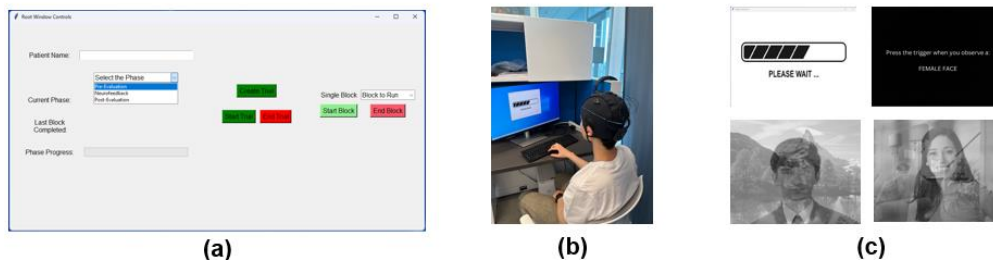 Root Window Controls
Patient Name:
Select the Phase
Pre-Evaluation
Neurofeedback
Post-Evaluation
Current Phase:
Last Block
Completed:
Phase Progress:
Create Trial
Start Trial
End Trial
Single Block:
Block to Run
Start Block
End Block
(a)
(b)
PLEASE WAIT ...
Press the trigger when you observe a
FEMALE FACE
(c)